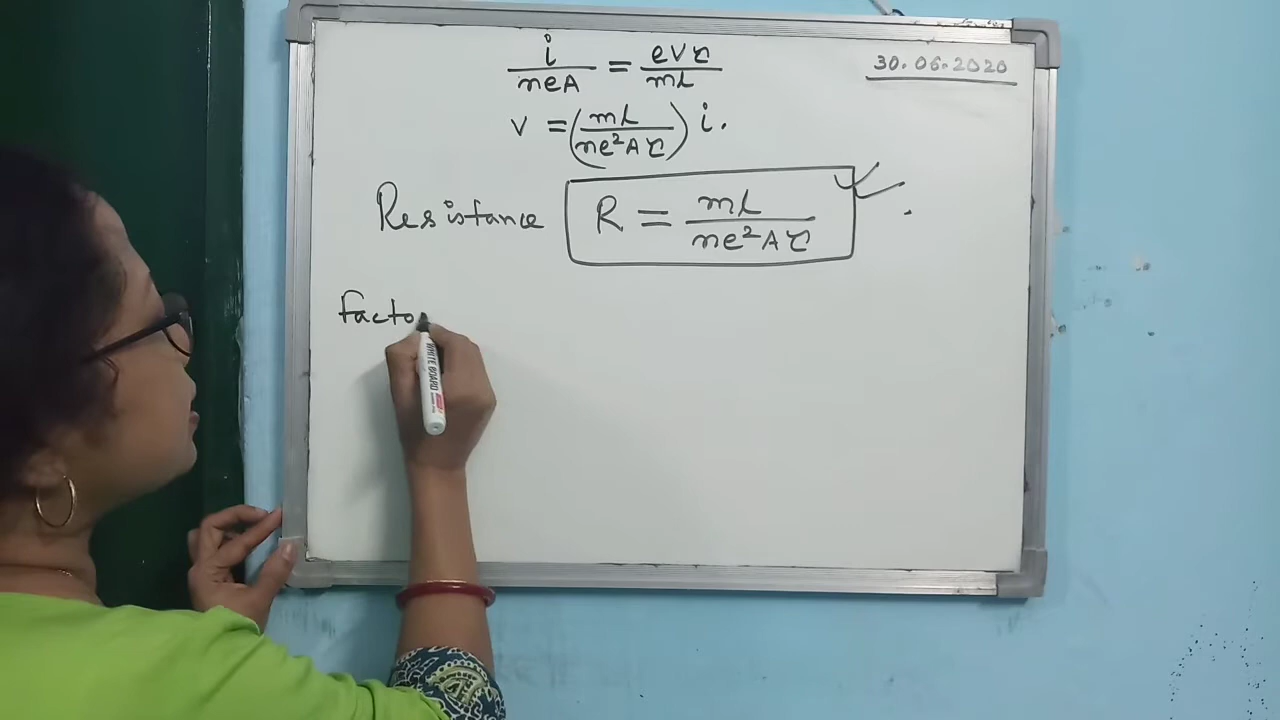 i/neA = eVτ/mL
30.06.2020
V = (mL/ne²Aτ) i.
Resistance R = mL/ne²Aτ .
facto
WHITE BOARD